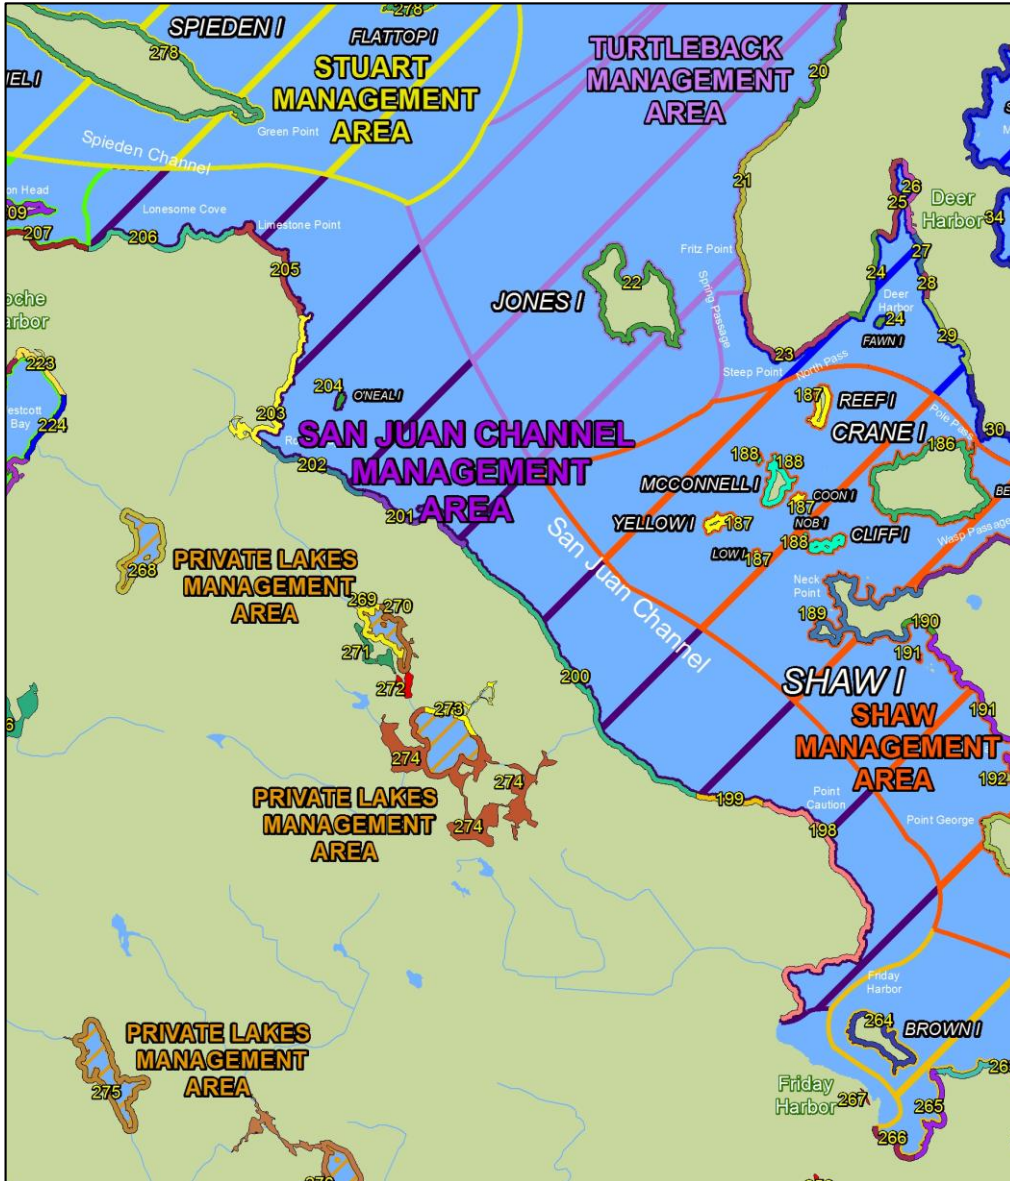 278
SPIEDEN I
278
FLATTOP I
STUART
MANAGEMENT
AREA
TURTLEBACK
MANAGEMENT
AREA
20
Green Point
Spieden Channel
21
26
25
Deer
Harbor
34
207
206
Lonesome Cove
Limestone Point
205
Fritz Point
27
28
24
Deer
Harbor
24
FAWN I
29
22
JONES I
Spring Passage
23
Steep Point
North Pass
223
224
204
O'NEAL I
203
202
SAN JUAN CHANNEL
MANAGEMENT
AREA
201
187
REEF I
CRANE I
186
Pole Pass
30
188
188
MCCONNELL I
COON I
187
YELLOW I
187
NOB I
188
CLIFF I
LOW I
187
Wasp Passage
San Juan Channel
Neck
Point
189
190
191
191
192
268
PRIVATE LAKES
MANAGEMENT
AREA
269
270
271
272
273
274
274
274
PRIVATE LAKES
MANAGEMENT
AREA
200
SHAW I
SHAW
MANAGEMENT
AREA
199
Point
Caution
198
Point George
Friday
Harbor
264
BROWN I
PRIVATE LAKES
MANAGEMENT
AREA
275
Friday
Harbor
267
265
266